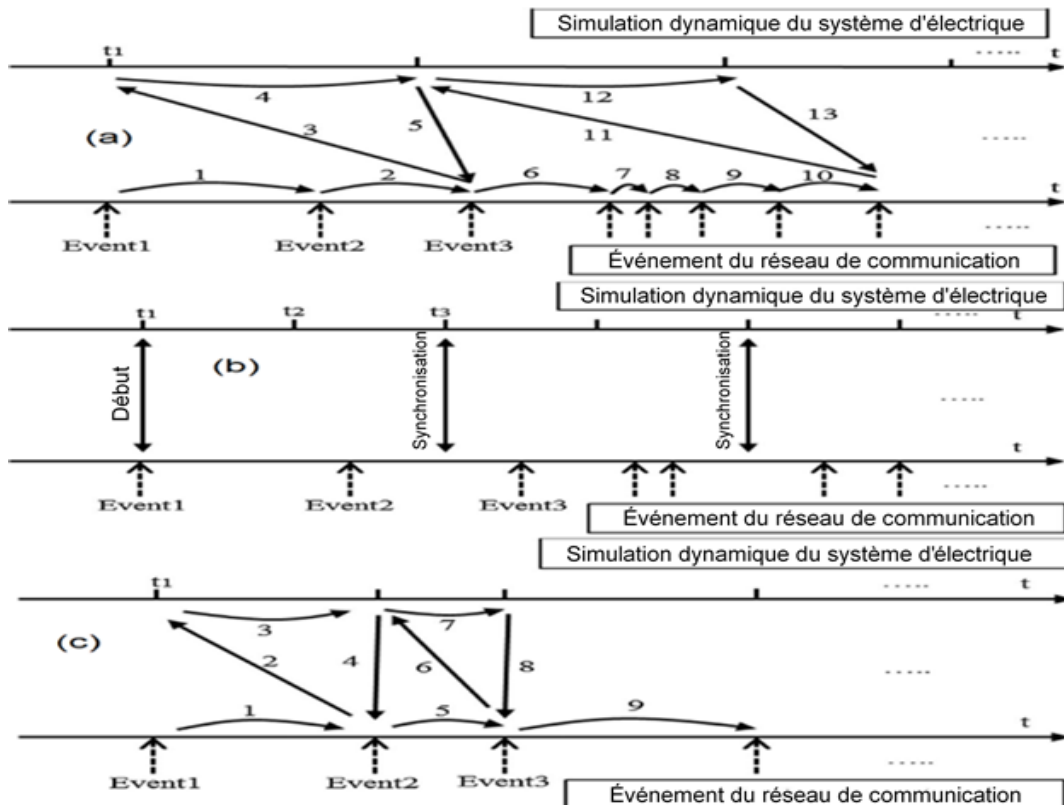 Simulation dynamique du système d'électrique
t1
.....
t
4
12
5
13
3
11
(a)
.....
1
2
6
7
8
9
10
t
Event1
Event2
Event3
.....
Événement du réseau de communication
Simulation dynamique du système d'électrique
t1
t2
t3
.....
t
(b)
Début
Synchronisation
Synchronisation
.....
t
Event1
Event2
Event3
.....
Événement du réseau de communication
Simulation dynamique du système d'électrique
t1
.....
t
3
7
(c)
2
4
6
8
.....
1
5
9
t
Event1
Event2
Event3
.....
Événement du réseau de communication